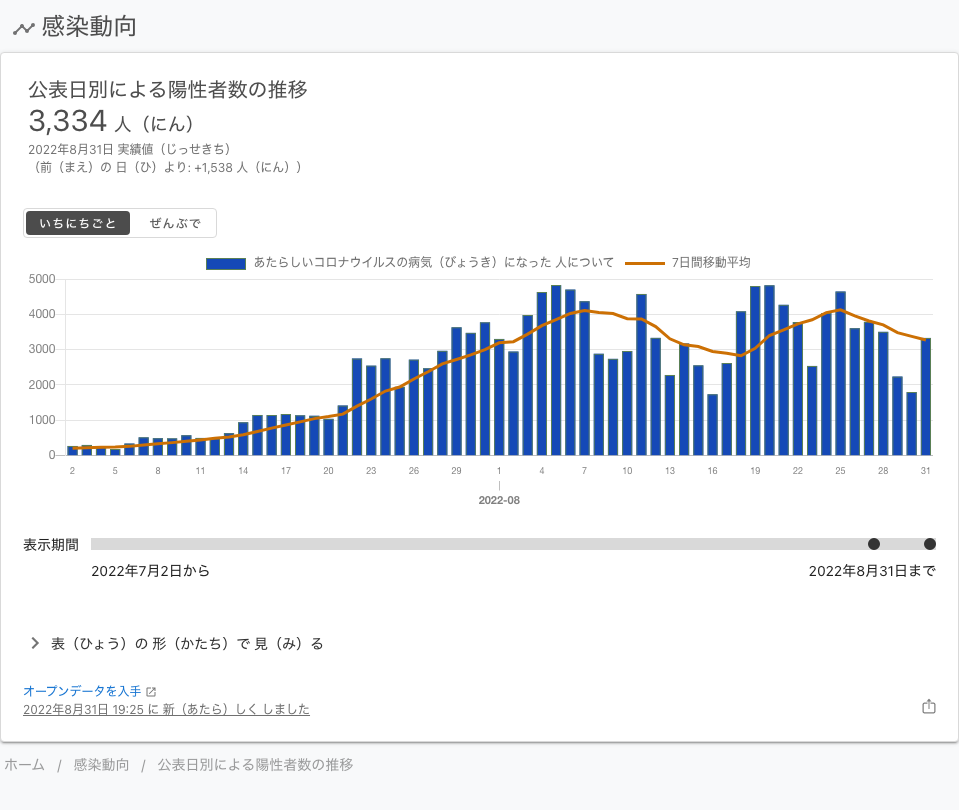 感染動向
公表日別による陽性者数の推移
3,334 人（にん）
2022年8月31日 実績値（じっせきち）
（前（まえ）の 日（ひ）より: +1,538 人（にん））
いちにちごと ぜんぶで
あたらしいコロナウイルスの病気（びょうき）になった 人について 7日間移動平均
5000
4000
3000
2000
1000
0
2 5 8 11 14 17 20 23 26 29 1 4 7 10 13 16 19 22 25 28 31
2022-08
表示期間
2022年7月2日から 2022年8月31日まで
表（ひょう）の 形（かたち）で 見（み）る
オープンデータを入手
2022年8月31日 19:25 に 新（あたら）しく しました
ホーム / 感染動向 / 公表日別による陽性者数の推移